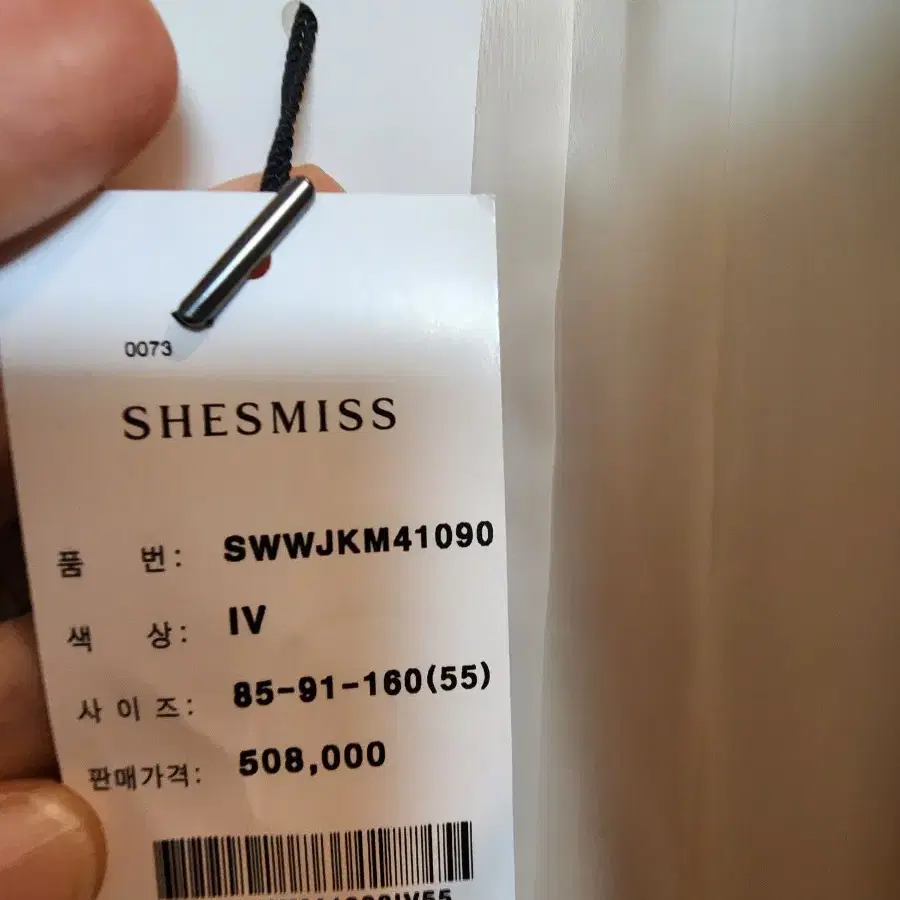 0073
SHESMISS
품 번: SWWJKM41090
색 상: IV
사 이 즈: 85-91-160(55)
판매가격: 508,000